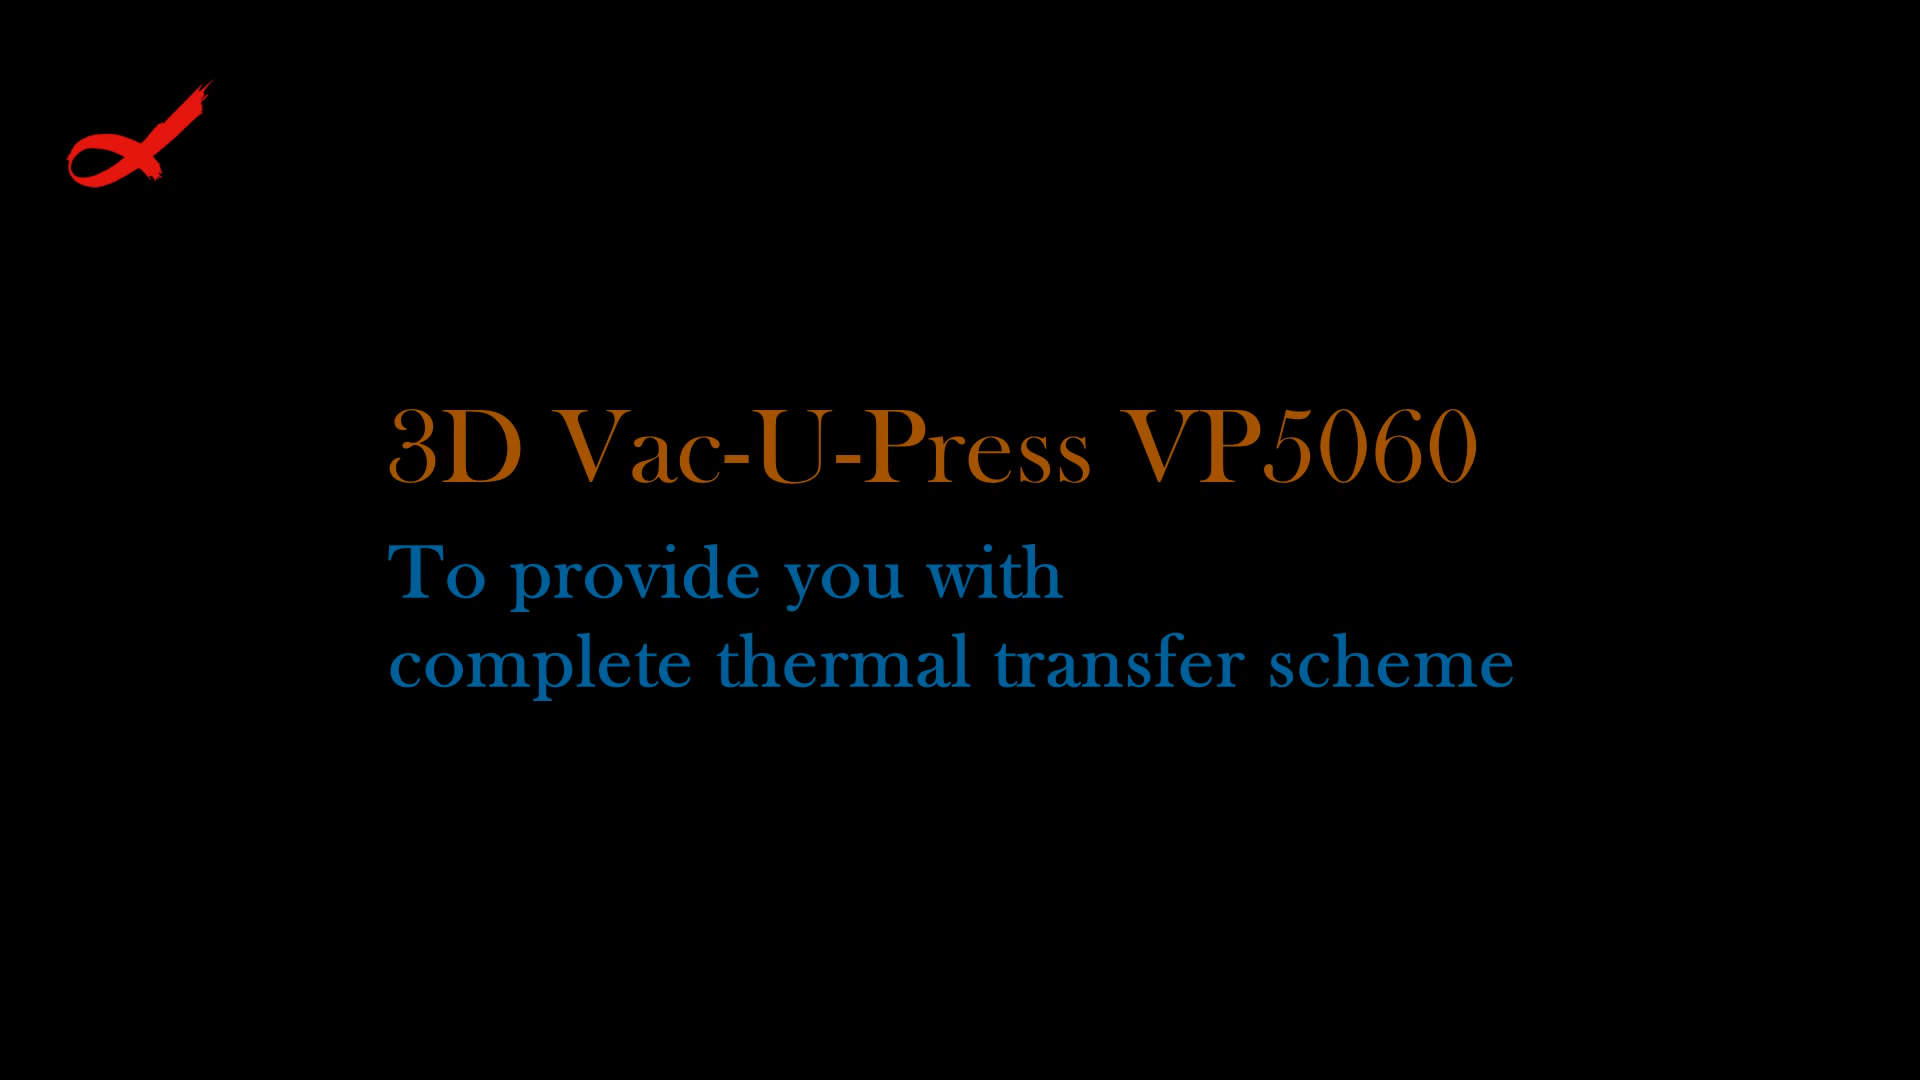 3D Vac-U-Press VP5060
To provide you with
complete thermal transfer scheme